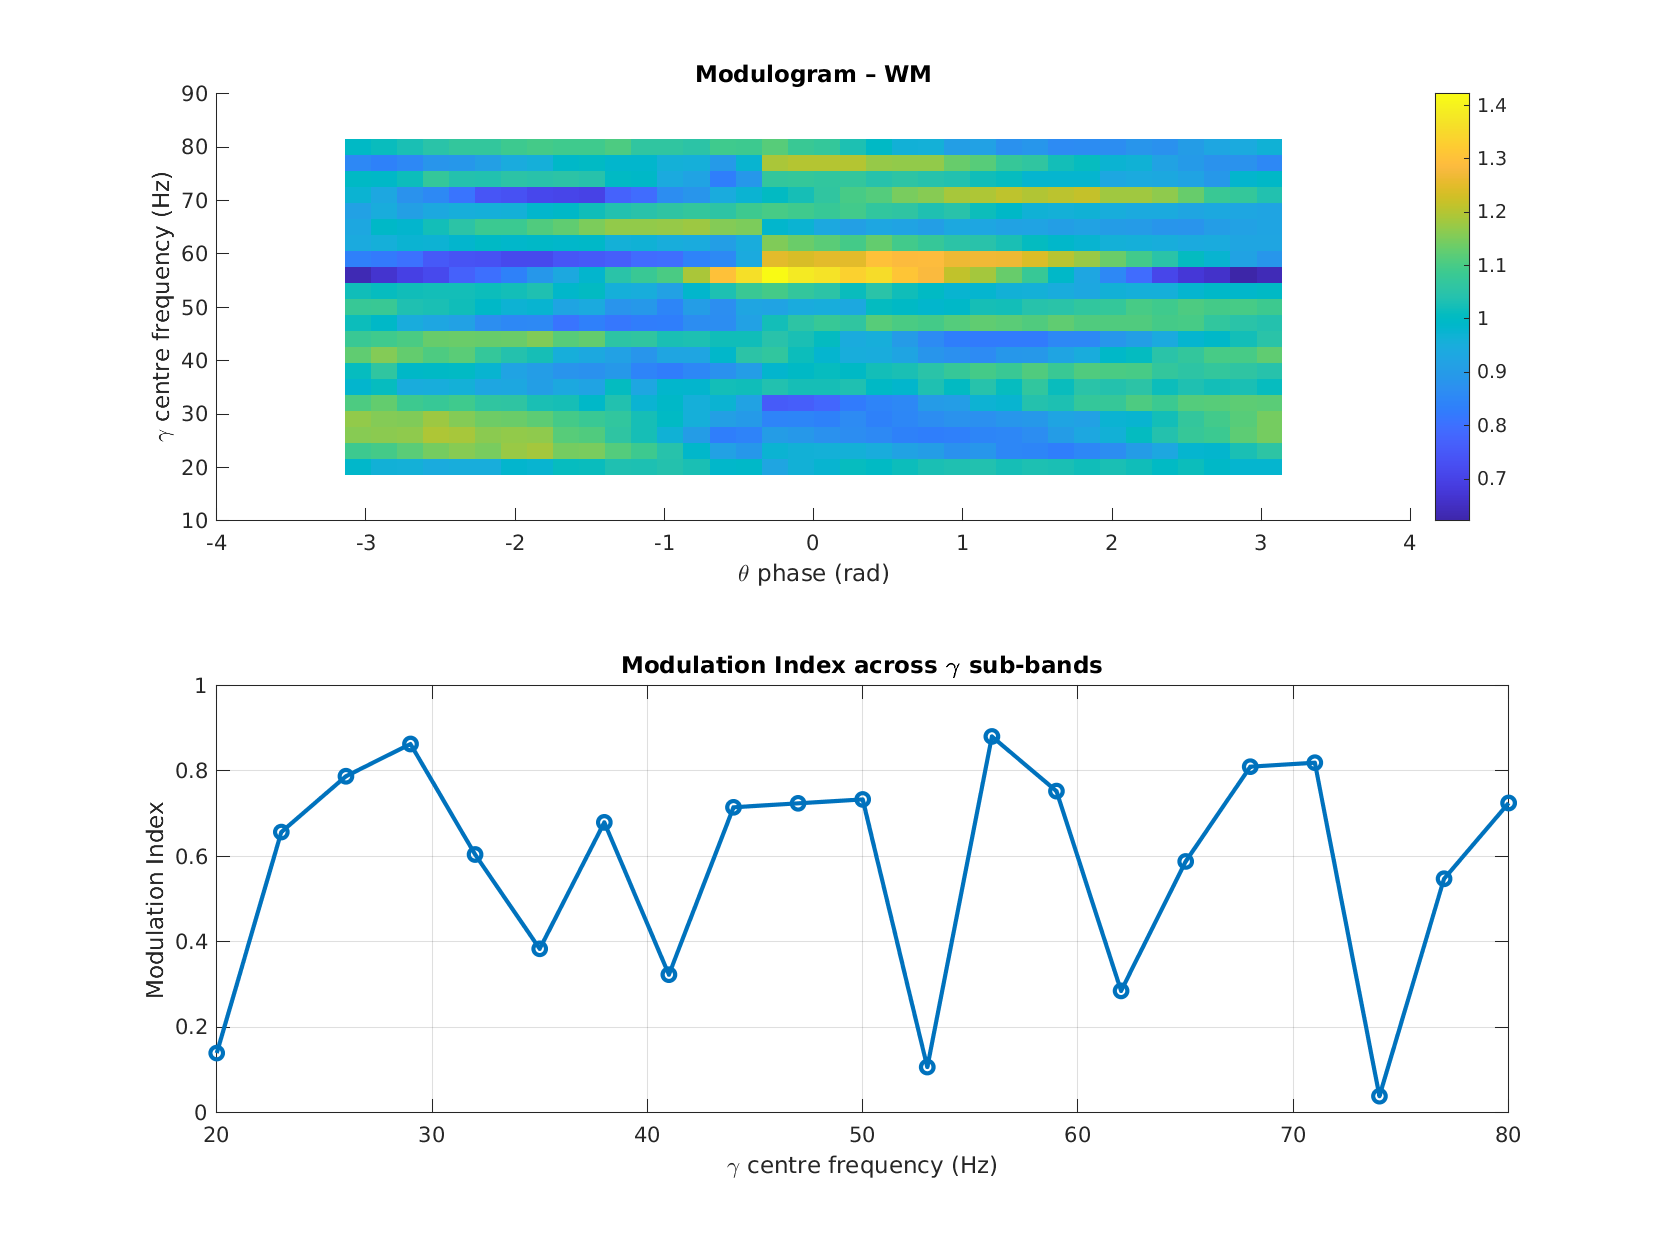 Modulogram – WM
90
80
70
60
50
40
30
20
10
γ centre frequency (Hz)
-4 -3 -2 -1 0 1 2 3 4
θ phase (rad)
1.4
1.3
1.2
1.1
1
0.9
0.8
0.7
Modulation Index across γ sub-bands
1
0.8
0.6
0.4
0.2
0
Modulation Index
20 30 40 50 60 70 80
γ centre frequency (Hz)